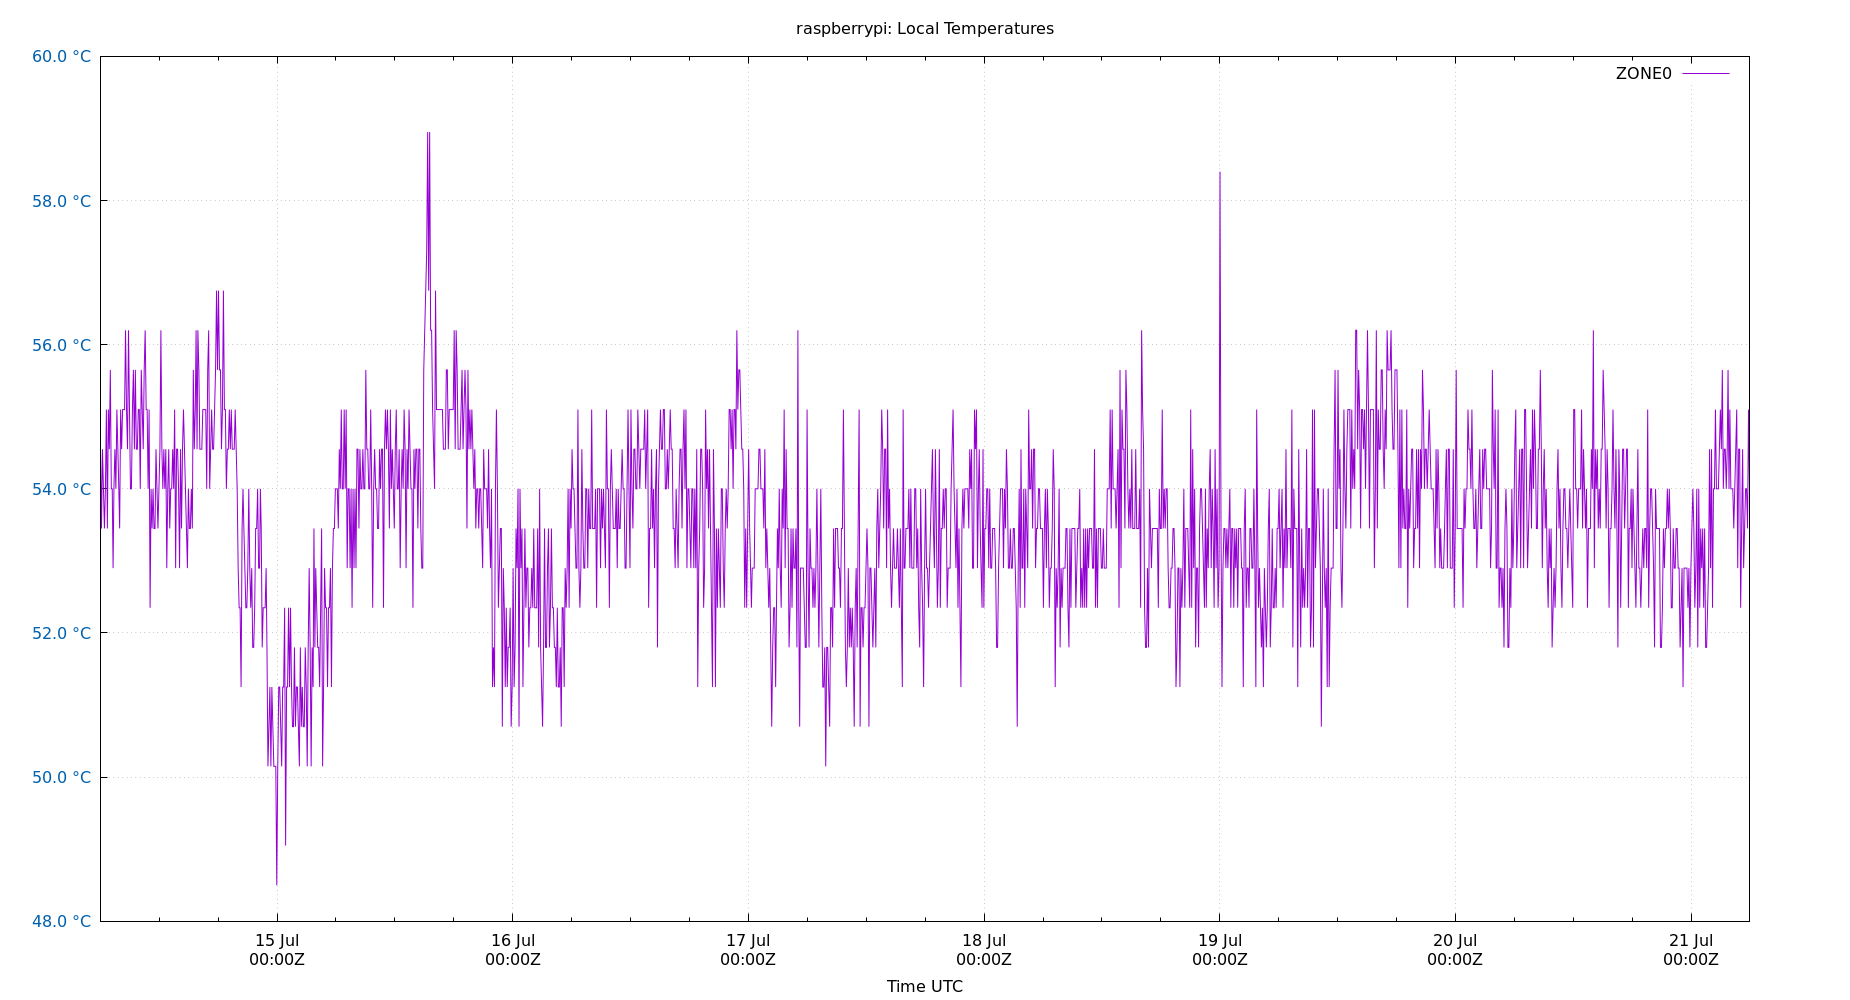 raspberrypi: Local Temperatures
60.0 °C
ZONE0
58.0 °C
56.0 °C
54.0 °C
52.0 °C
50.0 °C
48.0 °C
15 Jul 16 Jul 17 Jul 18 Jul 19 Jul 20 Jul 21 Jul
00:00Z 00:00Z 00:00Z 00:00Z 00:00Z 00:00Z 00:00Z
Time UTC